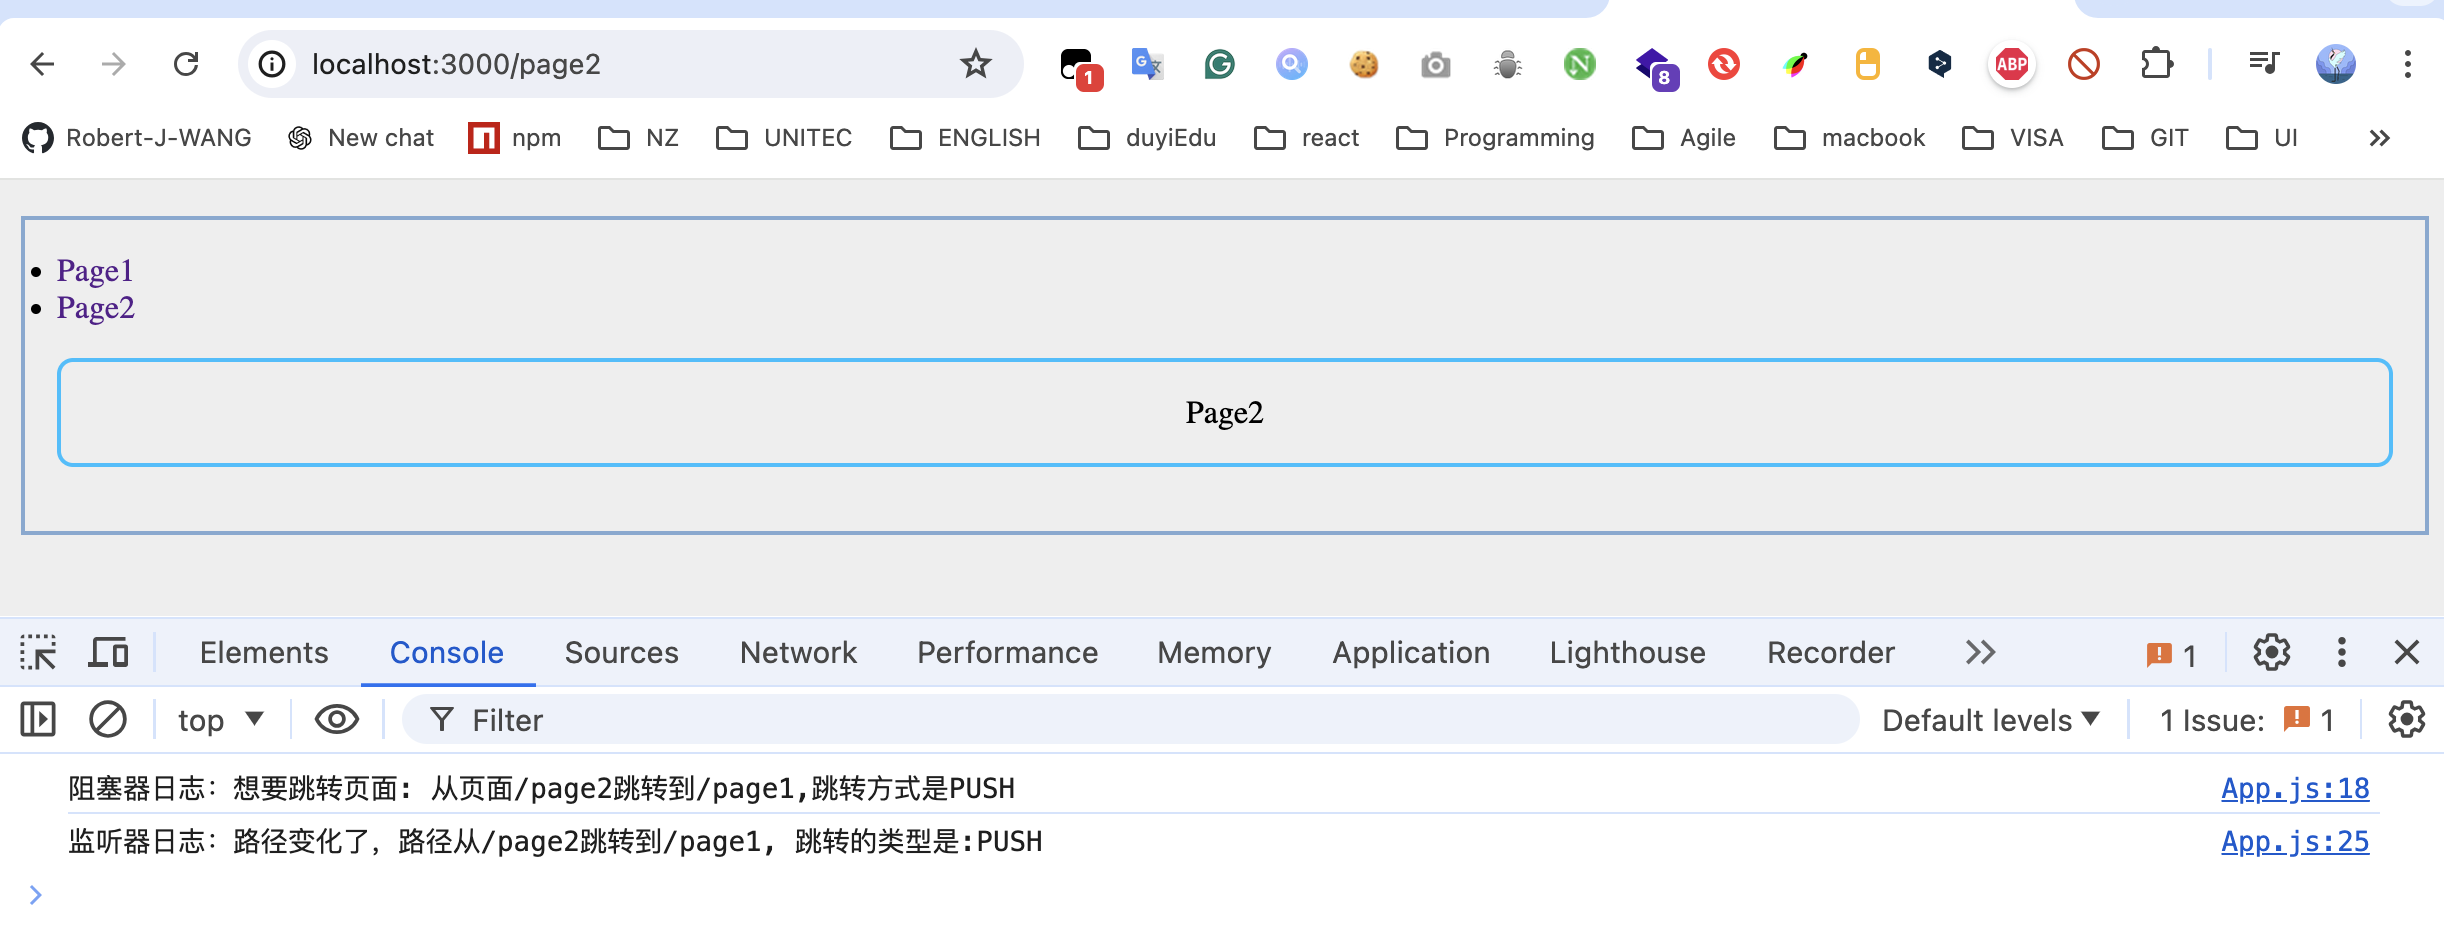 localhost:3000/page2
1
G
文
G
N
8
ABP
Robert-J-WANG New chat npm NZ UNITEC ENGLISH duyiEdu react Programming Agile macbook VISA GIT UI
Page1
Page2
Page2
Elements Console Sources Network Performance Memory Application Lighthouse Recorder 1
top Filter Default levels 1 Issue: 1
阻塞器日志: 想要跳转页面: 从页面/page2跳转到/page1,跳转方式是PUSH App.js:18
监听器日志: 路径变化了, 路径从/page2跳转到/page1, 跳转的类型是:PUSH App.js:25